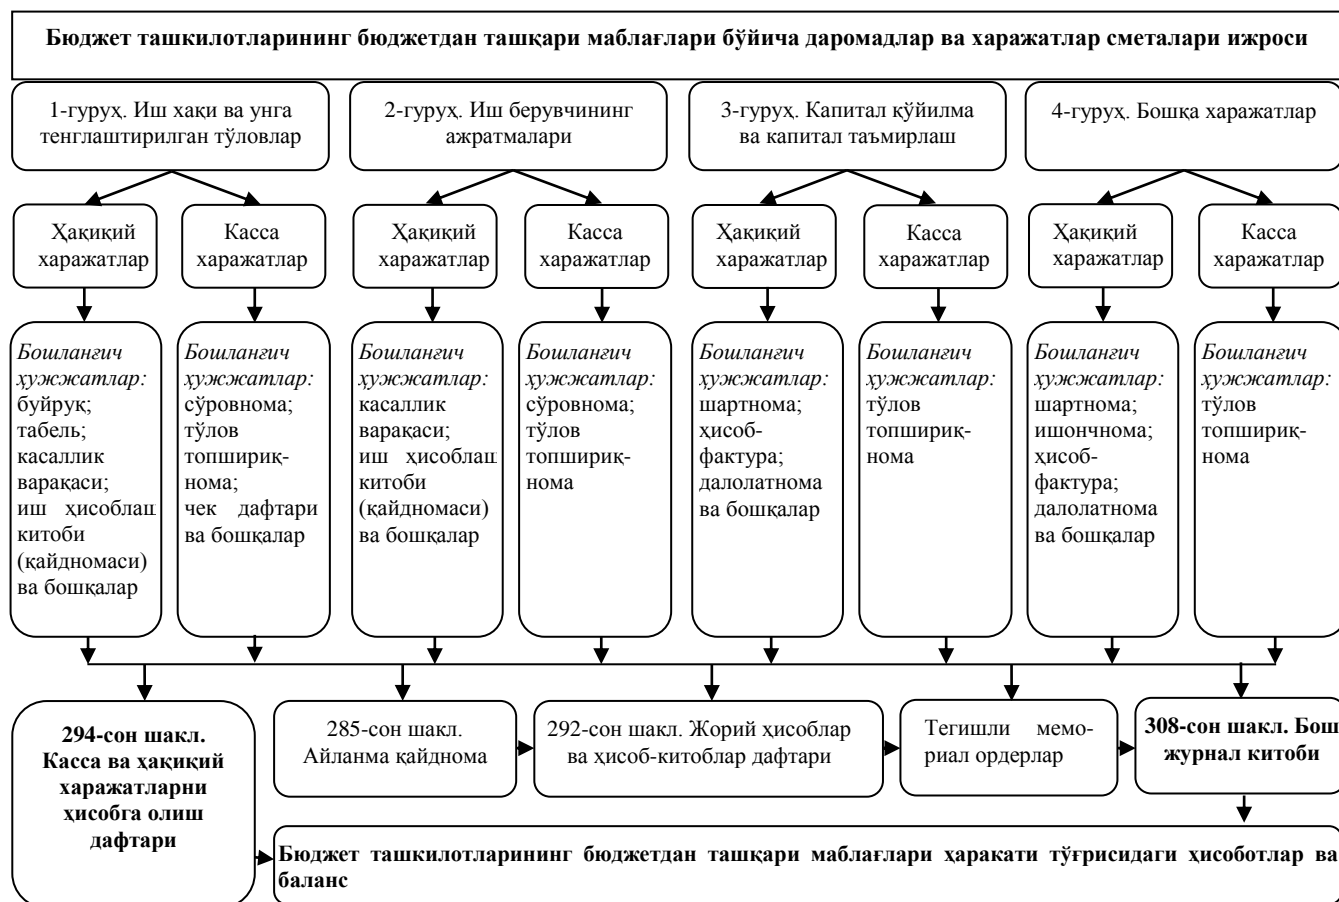 Бюджет ташкилотларининг бюджетдан ташқари маблағлари бўйича даромадлар ва харажатлар сметалари ижроси
1-гуруҳ. Иш хақи ва унга
тенглаштирилган тўловлар
2-гуруҳ. Иш берувчининг
ажратмалари
3-гуруҳ. Капитал қўйилма
ва капитал таъмирлаш
4-гуруҳ. Бошқа харажатлар
Ҳақиқий
харажатлар
Касса
харажатлар
Ҳақиқий
харажатлар
Касса
харажатлар
Ҳақиқий
харажатлар
Касса
харажатлар
Ҳақиқий
харажатлар
Касса
харажатлар
Бошланғич
ҳужжатлар:
буйруқ;
табель;
касаллик
варақаси;
иш ҳисоблаш
китоби
(қайдномаси)
ва бошқалар
Бошланғич
ҳужжатлар:
сўровнома;
тўлов
топшириқ-
нома;
чек дафтари
ва бошқалар
Бошланғич
ҳужжатлар:
касаллик
варақаси;
иш ҳисоблаш
китоби
(қайдномаси)
ва бошқалар
Бошланғич
ҳужжатлар:
сўровнома;
тўлов
топшириқ-
нома
Бошланғич
ҳужжатлар:
шартнома;
ҳисоб-
фактура;
далолатнома
ва бошқалар
Бошланғич
ҳужжатлар:
тўлов
топшириқ-
нома
Бошланғич
ҳужжатлар:
шартнома;
ишончнома;
ҳисоб-
фактура;
далолатнома
ва бошқалар
Бошланғич
ҳужжатлар:
тўлов
топшириқ-
нома
294-сон шакл.
Касса ва ҳақиқий
харажатларни
ҳисобга олиш
дафтари
285-сон шакл.
Айланма қайднома
292-сон шакл. Жорий ҳисоблар
ва ҳисоб-китоблар дафтари
Тегишли мемо-
риал ордерлар
308-сон шакл. Бош
журнал китоби
Бюджет ташкилотларининг бюджетдан ташқари маблағлари ҳаракати тўғрисидаги ҳисоботлар ва
баланс